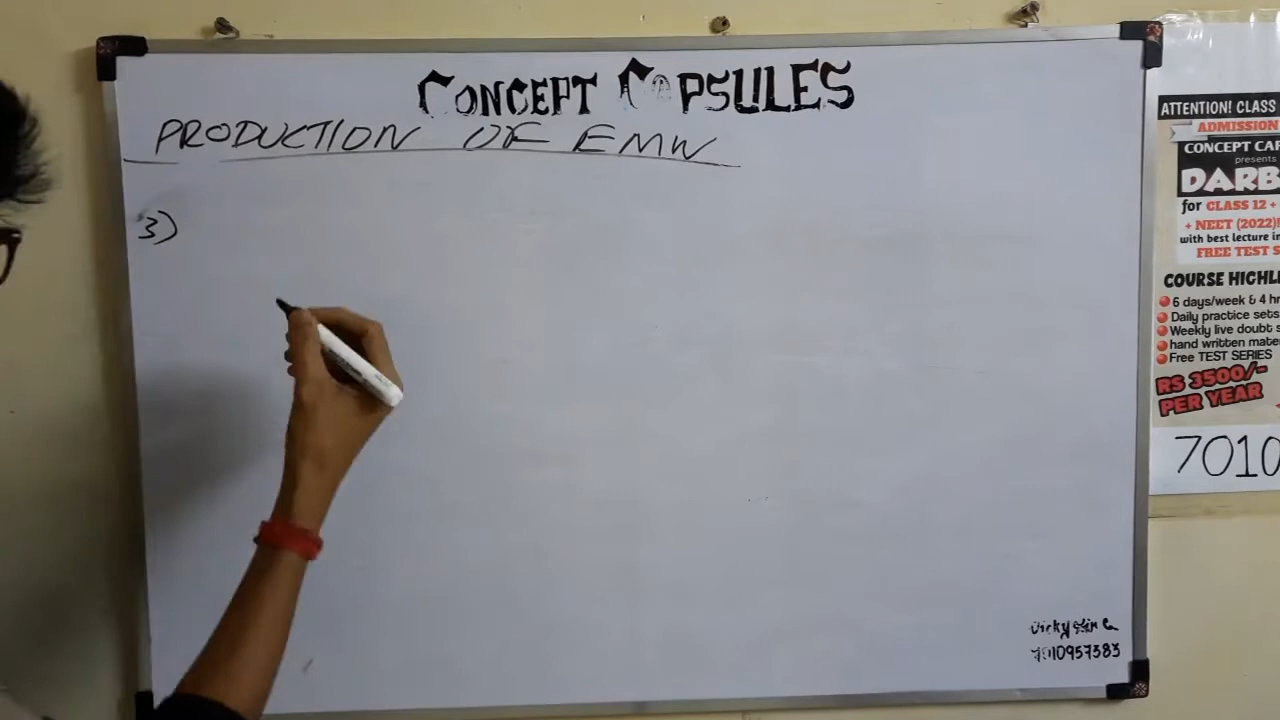 CONCEPT CAPSULES
PRODUCTION OF EMW
3)
7010957383
ATTENTION! CLASS
ADMISSION
CONCEPT CAP
presents
DARB
for CLASS 12 +
+ NEET (2022)!
with best lecture in
FREE TEST S
COURSE HIGHLI
6 days/week & 4 hr
Daily practice sets
Weekly live doubt s
hand written mate
Free TEST SERIES
RS 3500/-
PER YEAR
7010